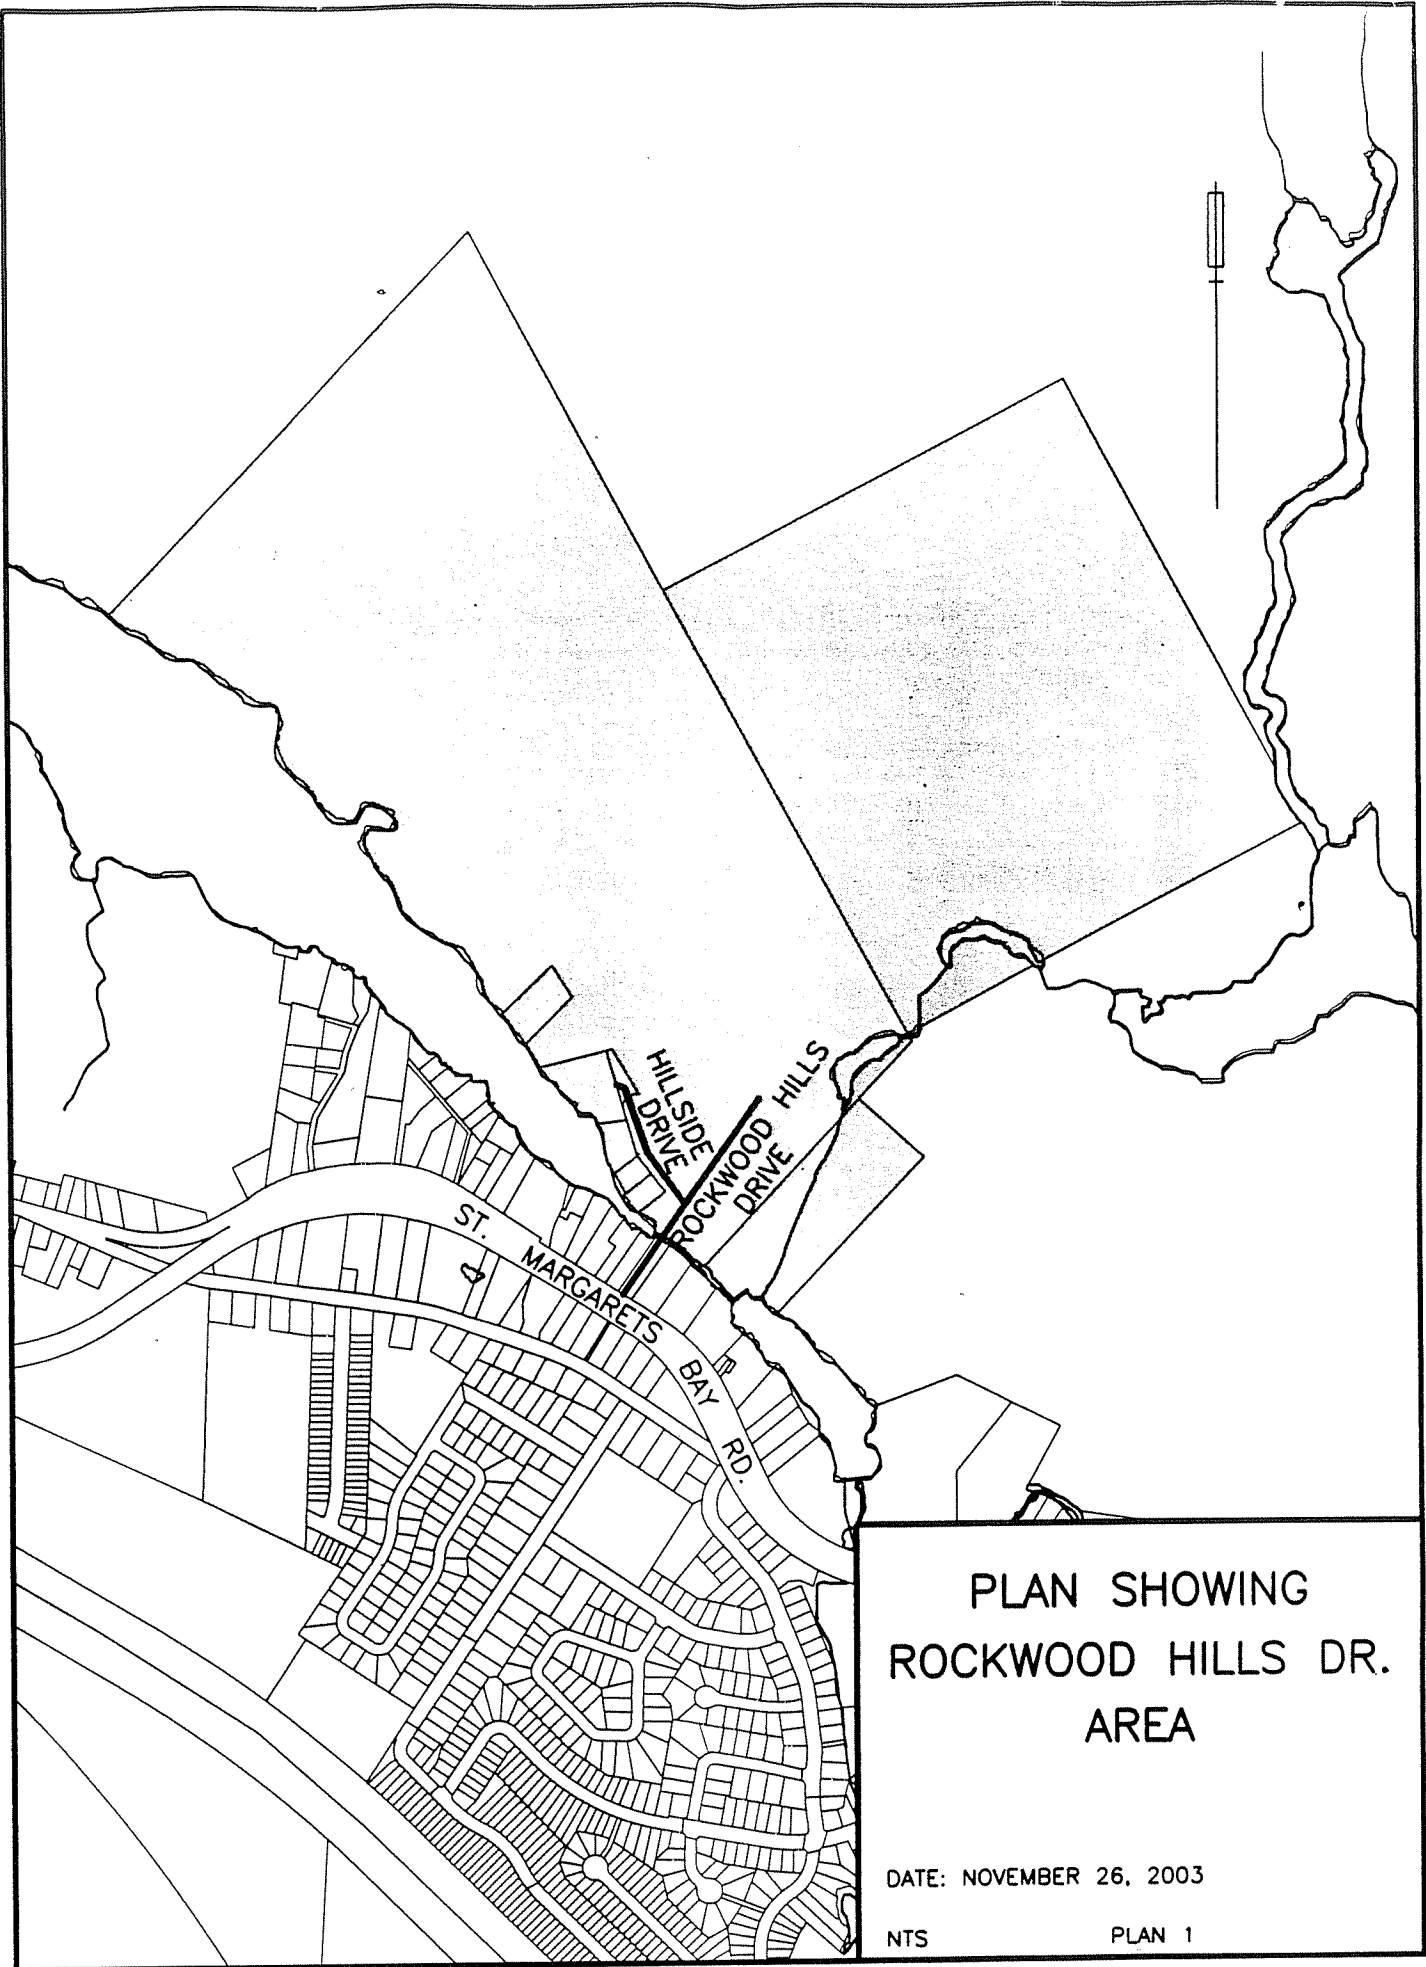 HILLSIDE
DRIVE
ROCKWOOD HILLS
DRIVE
ST. MARGARETS BAY RD.
PLAN SHOWING
ROCKWOOD HILLS DR.
AREA
DATE: NOVEMBER 26, 2003
NTS PLAN 1